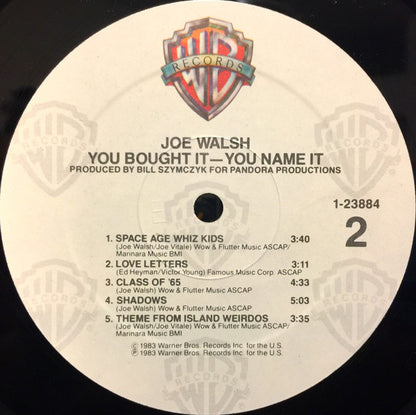 WB
RECORDS
JOE WALSH
YOU BOUGHT IT—YOU NAME IT
PRODUCED BY BILL SZYMCZYK FOR PANDORA PRODUCTIONS
1-23884
2
1. SPACE AGE WHIZ KIDS 3:40
(Joe Walsh/Joe Vitale) Wow & Flutter Music ASCAP/
Marinara Music BMI
2. LOVE LETTERS 3:11
(Ed Heyman/Victor Young) Famous Music Corp. ASCAP
3. CLASS OF '65 4:33
(Joe Walsh) Wow & Flutter Music ASCAP
4. SHADOWS 5:03
(Joe Walsh) Wow & Flutter Music ASCAP
5. THEME FROM ISLAND WEIRDOS 3:35
(Joe Walsh/Joe Vitale) Wow & Flutter Music ASCAP/
Marinara Music BMI
© 1983 Warner Bros. Records Inc. for the U.S.
℗ 1983 Warner Bros. Records Inc. for the U.S.